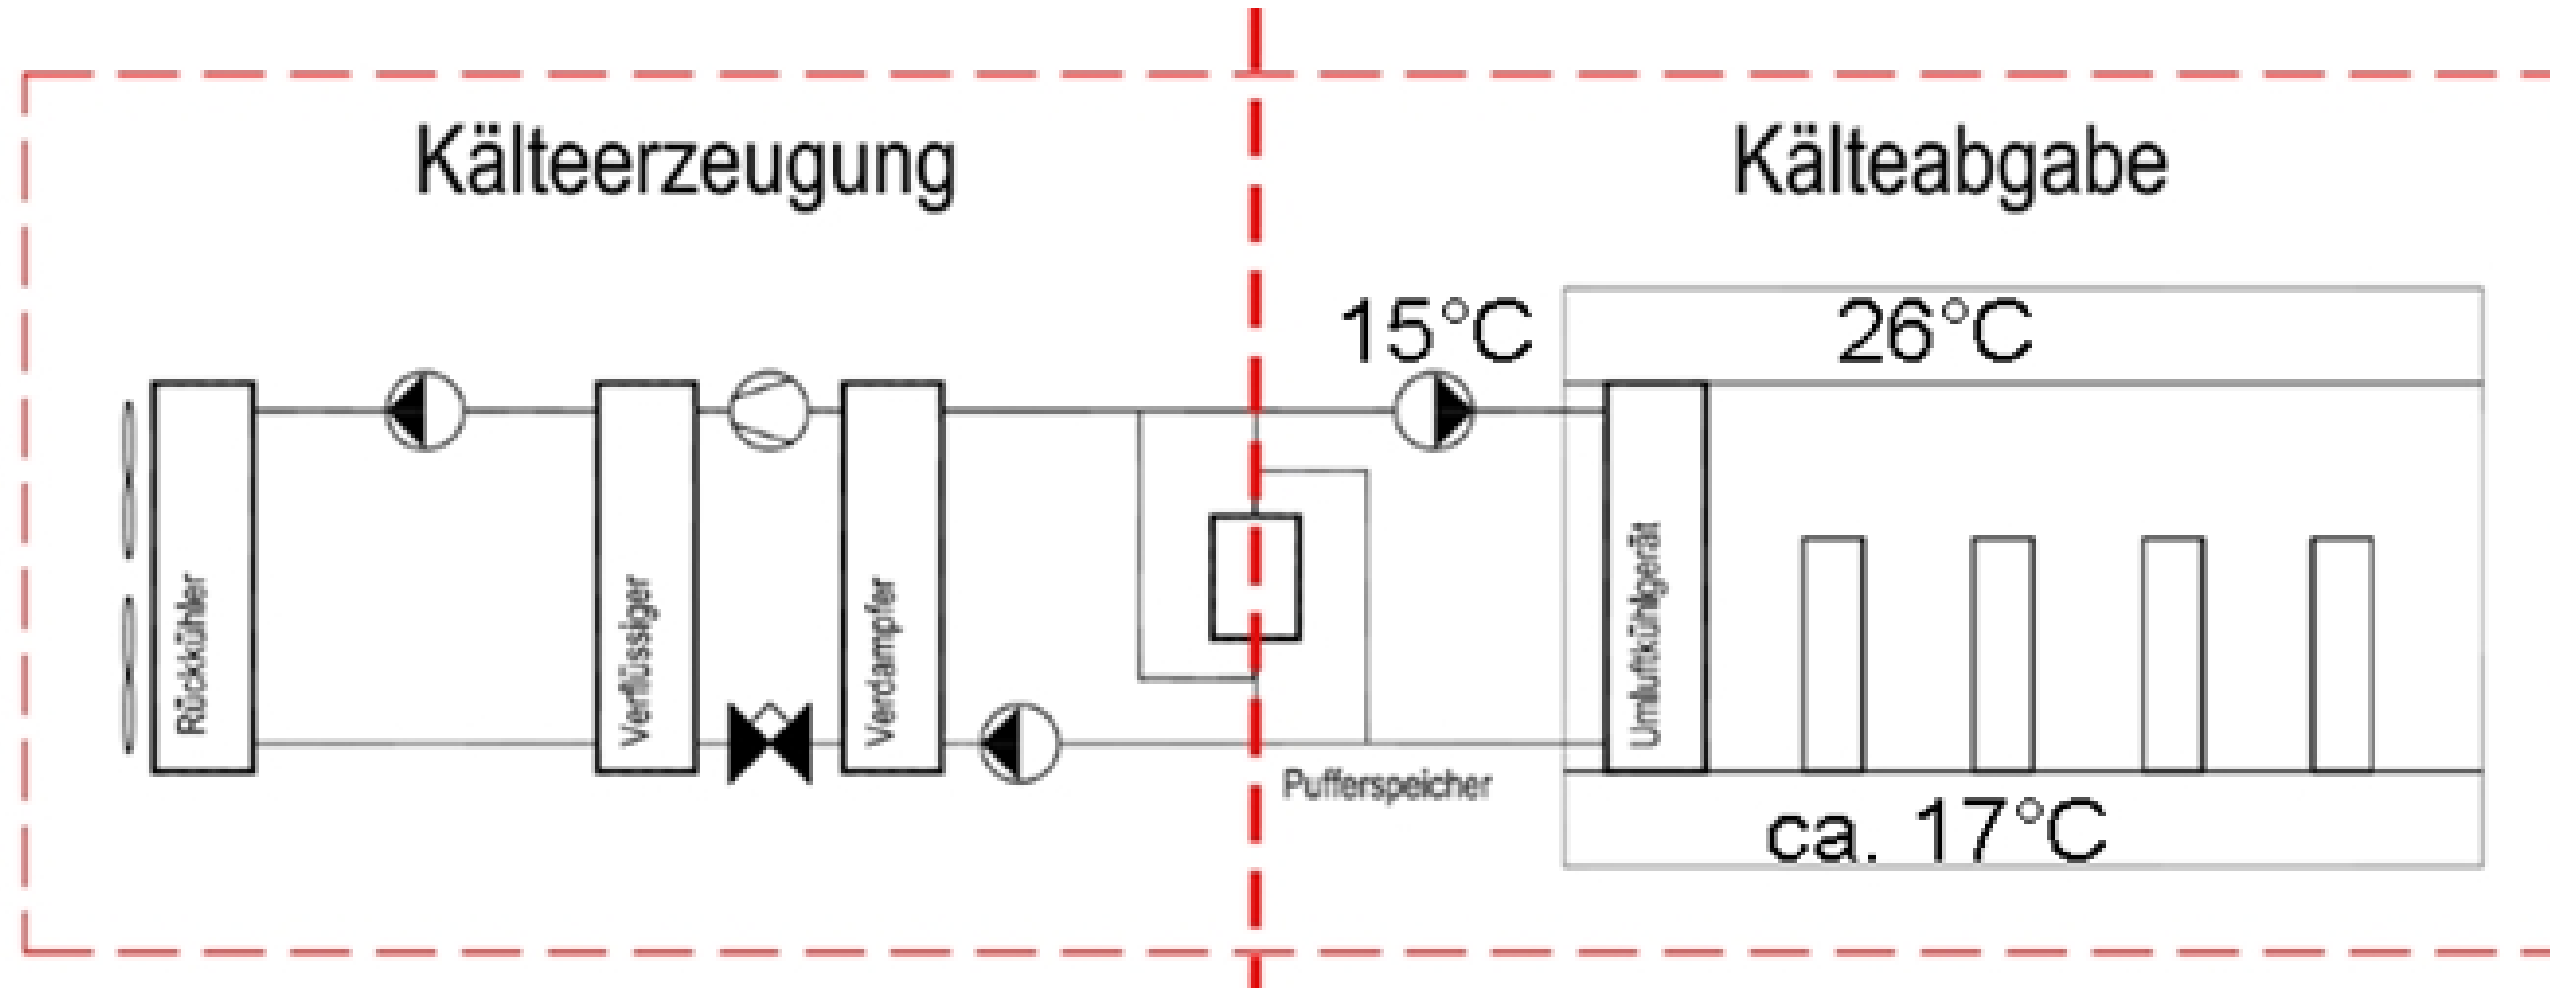 Kälteerzeugung
Kälteabgabe
15°C
26°C
Rückkühler
Verflüssiger
Verdampfer
Umluftkühlgerät
Pufferspeicher
ca. 17°C